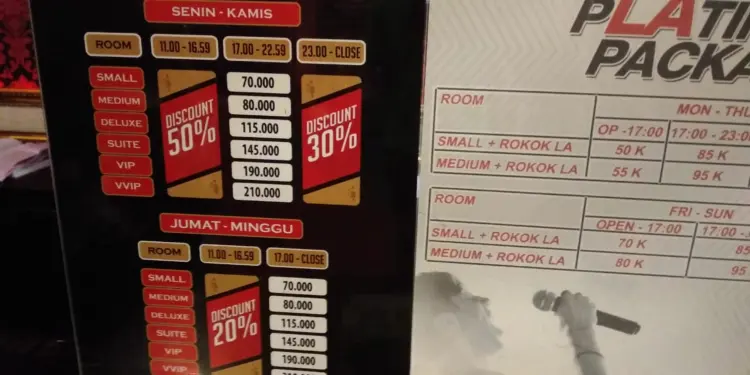 SENIN - KAMIS
ROOM 11.00 - 16.59 17.00 - 22.59 23.00 - CLOSE
SMALL 70.000
MEDIUM 80.000
DELUXE 115.000
SUITE 145.000
VIP 190.000
VVIP 210.000
DISCOUNT 50%
DISCOUNT 30%
JUMAT - MINGGU
ROOM 11.00 - 16.59 17.00 - CLOSE
SMALL 70.000
MEDIUM 80.000
DELUXE 115.000
SUITE 145.000
VIP 190.000
VVIP
DISCOUNT 20%
PLATI
PACKA
ROOM MON - THU
OP -17:00 17:00 - 23:0
SMALL + ROKOK LA 50 K 85 K
MEDIUM + ROKOK LA 55 K 95 K
ROOM FRI - SUN
OPEN - 17:00 17:00 -
SMALL + ROKOK LA 70 K 85
MEDIUM + ROKOK LA 80 K 95